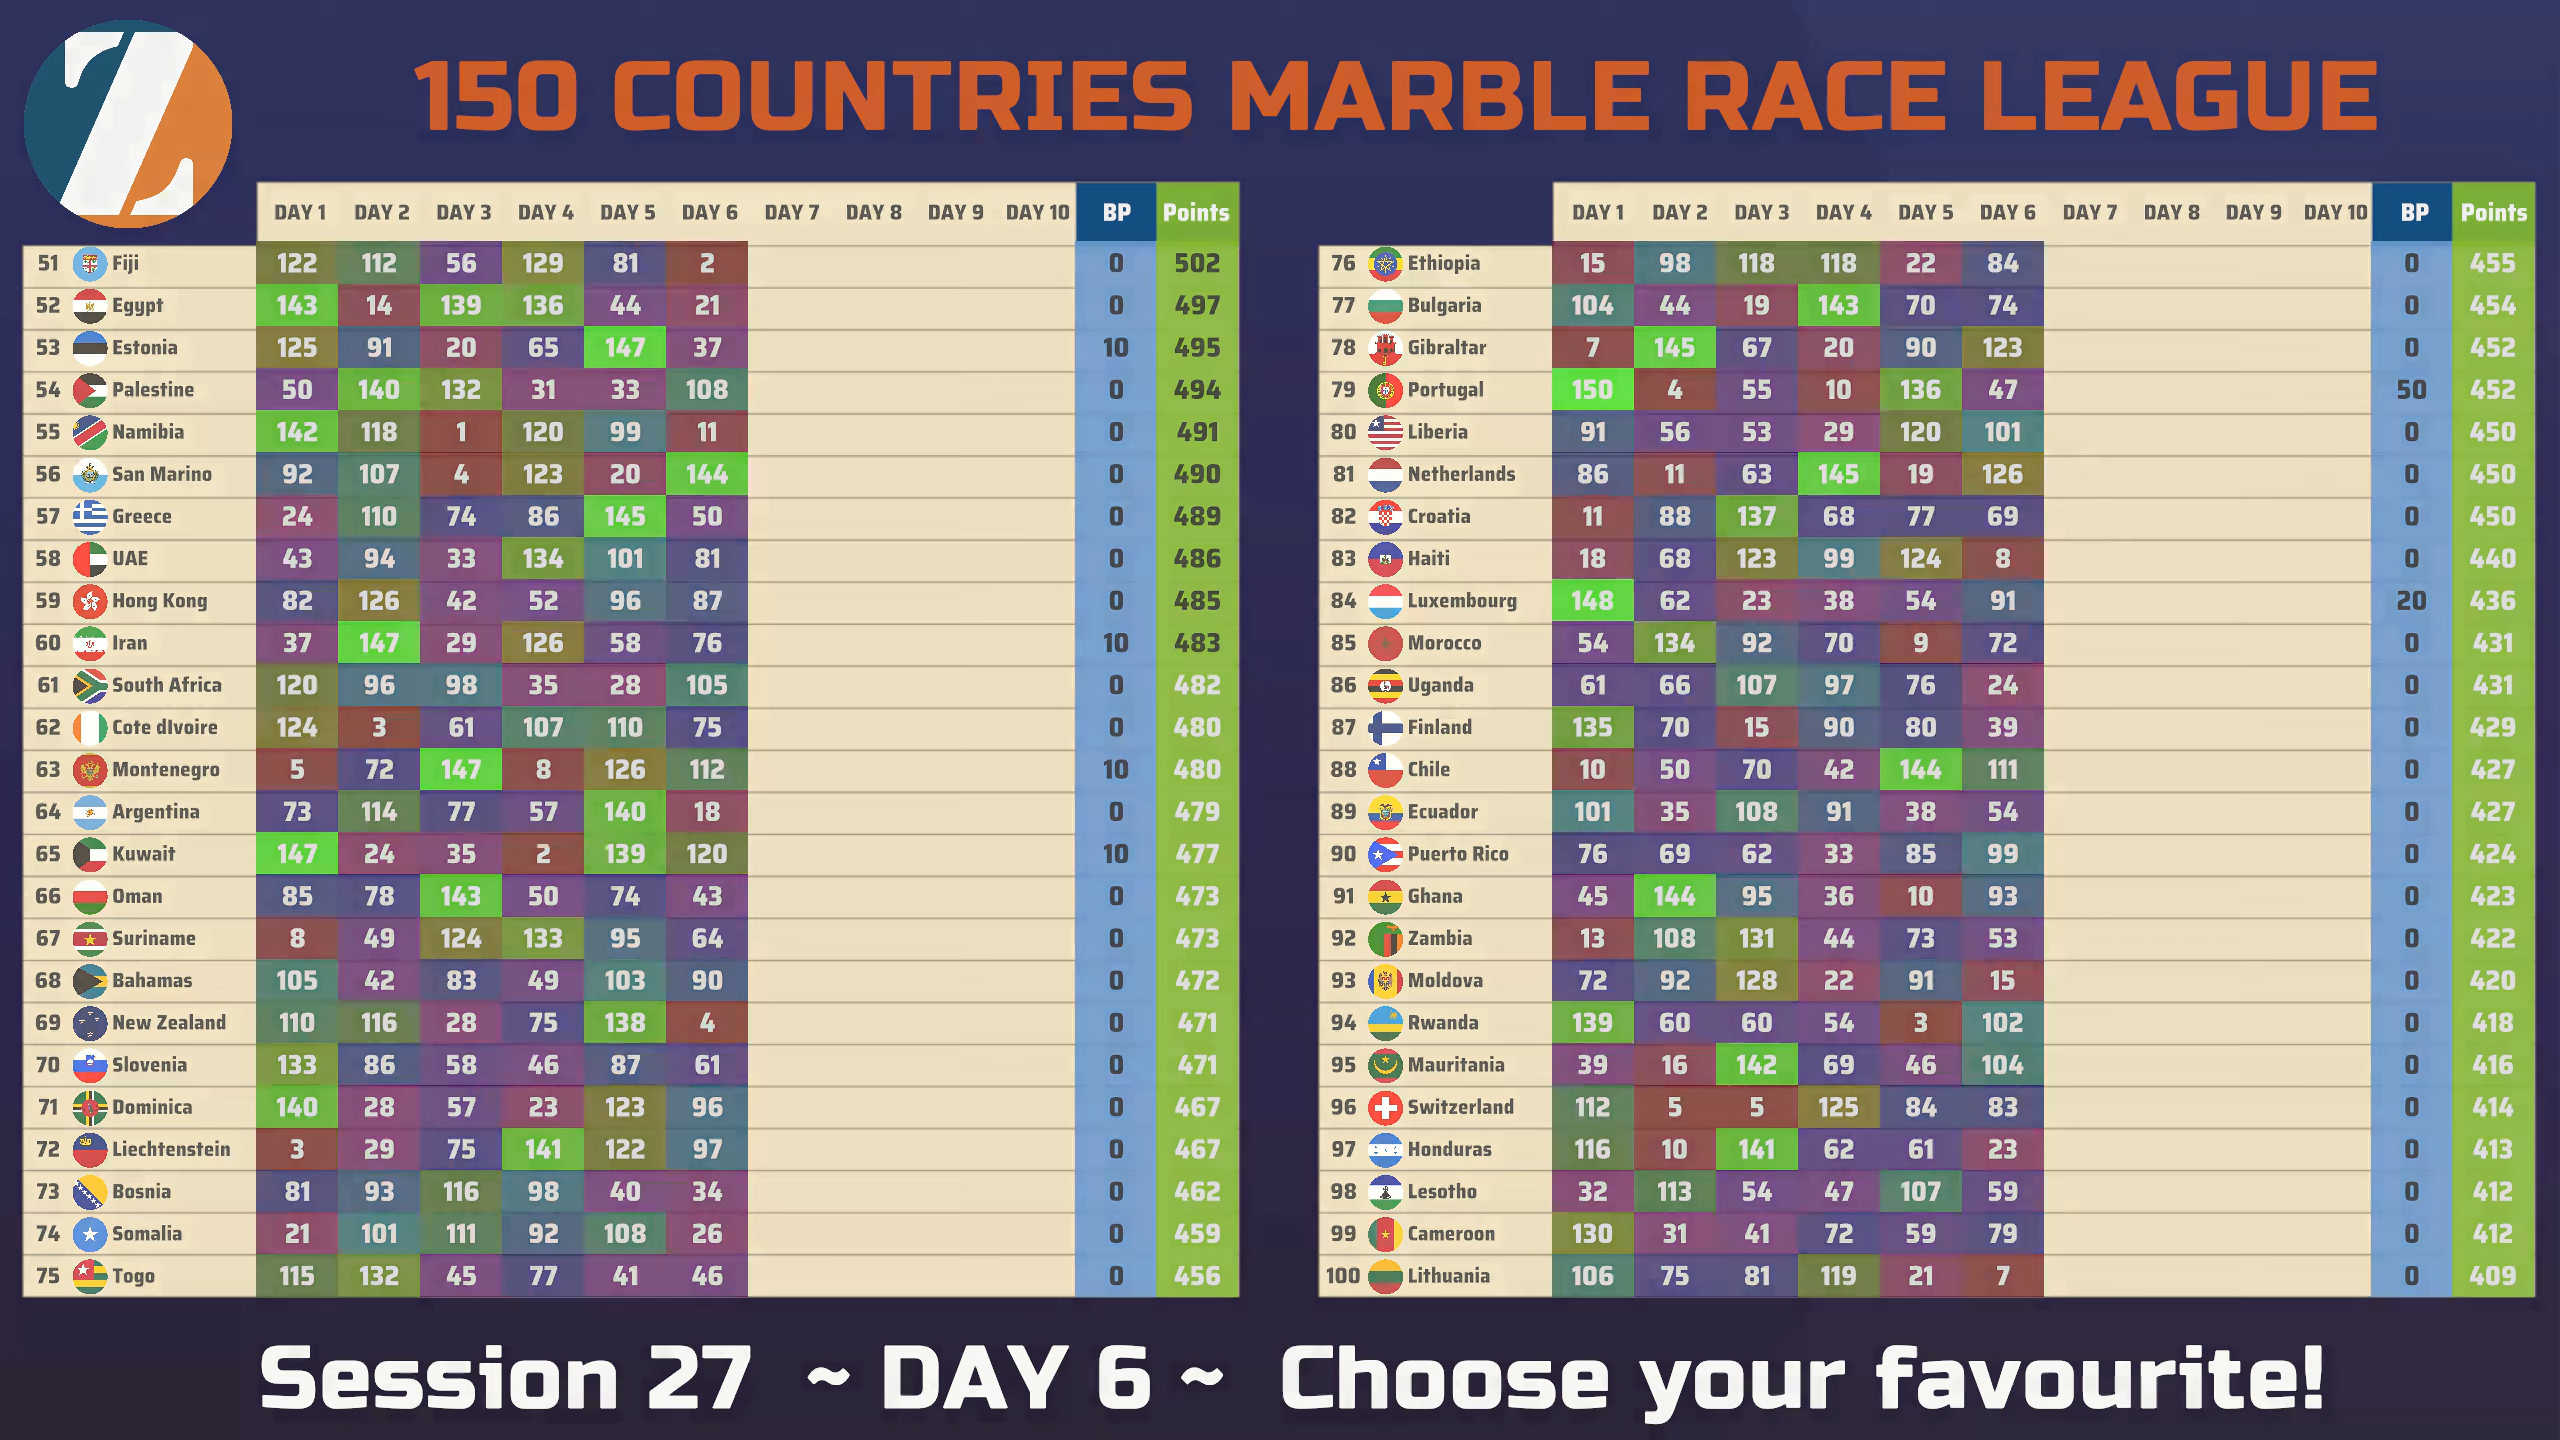 Z
150 COUNTRIES MARBLE RACE LEAGUE
DAY 1 DAY 2 DAY 3 DAY 4 DAY 5 DAY 6 DAY 7 DAY 8 DAY 9 DAY 10 BP Points
51 Fiji 122 112 56 129 81 2 0 502
52 Egypt 143 14 139 136 44 21 0 497
53 Estonia 125 91 20 65 147 37 10 495
54 Palestine 50 140 132 31 33 108 0 494
55 Namibia 142 118 1 120 99 11 0 491
56 San Marino 92 107 4 123 20 144 0 490
57 Greece 24 110 74 86 145 50 0 489
58 UAE 43 94 33 134 101 81 0 486
59 Hong Kong 82 126 42 52 96 87 0 485
60 Iran 37 147 29 126 58 76 10 483
61 South Africa 120 96 98 35 28 105 0 482
62 Cote dIvoire 124 3 61 107 110 75 0 480
63 Montenegro 5 72 147 8 126 112 10 480
64 Argentina 73 114 77 57 140 18 0 479
65 Kuwait 147 24 35 2 139 120 10 477
66 Oman 85 78 143 50 74 43 0 473
67 Suriname 8 49 124 133 95 64 0 473
68 Bahamas 105 42 83 49 103 90 0 472
69 New Zealand 110 116 28 75 138 4 0 471
70 Slovenia 133 86 58 46 87 61 0 471
71 Dominica 140 28 57 23 123 96 0 467
72 Liechtenstein 3 29 75 141 122 97 0 467
73 Bosnia 81 93 116 98 40 34 0 462
74 Somalia 21 101 111 92 108 26 0 459
75 Togo 115 132 45 77 41 46 0 456
DAY 1 DAY 2 DAY 3 DAY 4 DAY 5 DAY 6 DAY 7 DAY 8 DAY 9 DAY 10 BP Points
76 Ethiopia 15 98 118 118 22 84 0 455
77 Bulgaria 104 44 19 143 70 74 0 454
78 Gibraltar 7 145 67 20 90 123 0 452
79 Portugal 150 4 55 10 136 47 50 452
80 Liberia 91 56 53 29 120 101 0 450
81 Netherlands 86 11 63 145 19 126 0 450
82 Croatia 11 88 137 68 77 69 0 450
83 Haiti 18 68 123 99 124 8 0 440
84 Luxembourg 148 62 23 38 54 91 20 436
85 Morocco 54 134 92 70 9 72 0 431
86 Uganda 61 66 107 97 76 24 0 431
87 Finland 135 70 15 90 80 39 0 429
88 Chile 10 50 70 42 144 111 0 427
89 Ecuador 101 35 108 91 38 54 0 427
90 Puerto Rico 76 69 62 33 85 99 0 424
91 Ghana 45 144 95 36 10 93 0 423
92 Zambia 13 108 131 44 73 53 0 422
93 Moldova 72 92 128 22 91 15 0 420
94 Rwanda 139 60 60 54 3 102 0 418
95 Mauritania 39 16 142 69 46 104 0 416
96 Switzerland 112 5 5 125 84 83 0 414
97 Honduras 116 10 141 62 61 23 0 413
98 Lesotho 32 113 54 47 107 59 0 412
99 Cameroon 130 31 41 72 59 79 0 412
100 Lithuania 106 75 81 119 21 7 0 409
Session 27 ~ DAY 6 ~ Choose your favourite!